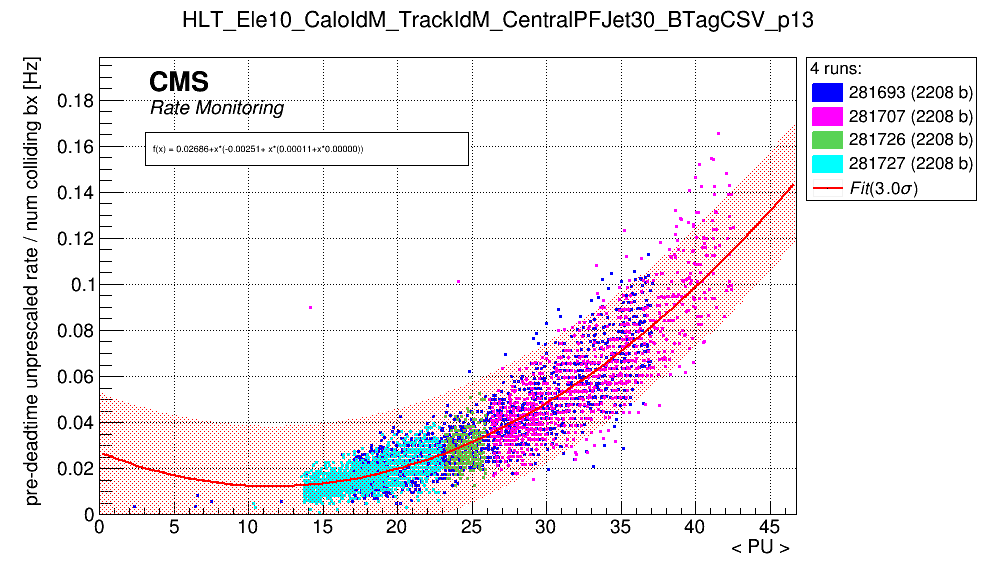 HLT_Ele10_CaloIdM_TrackIdM_CentralPFJet30_BTagCSV_p13
pre-deadtime unprescaled rate / num colliding bx [Hz]
CMS
Rate Monitoring
f(x) = 0.02686+x*(-0.00251+ x*(0.00011+x*0.00000))
0.18
0.16
0.14
0.12
0.1
0.08
0.06
0.04
0.02
0
0 5 10 15 20 25 30 35 40 45
< PU >
4 runs:
281693 (2208 b)
281707 (2208 b)
281726 (2208 b)
281727 (2208 b)
Fit(3.0σ)